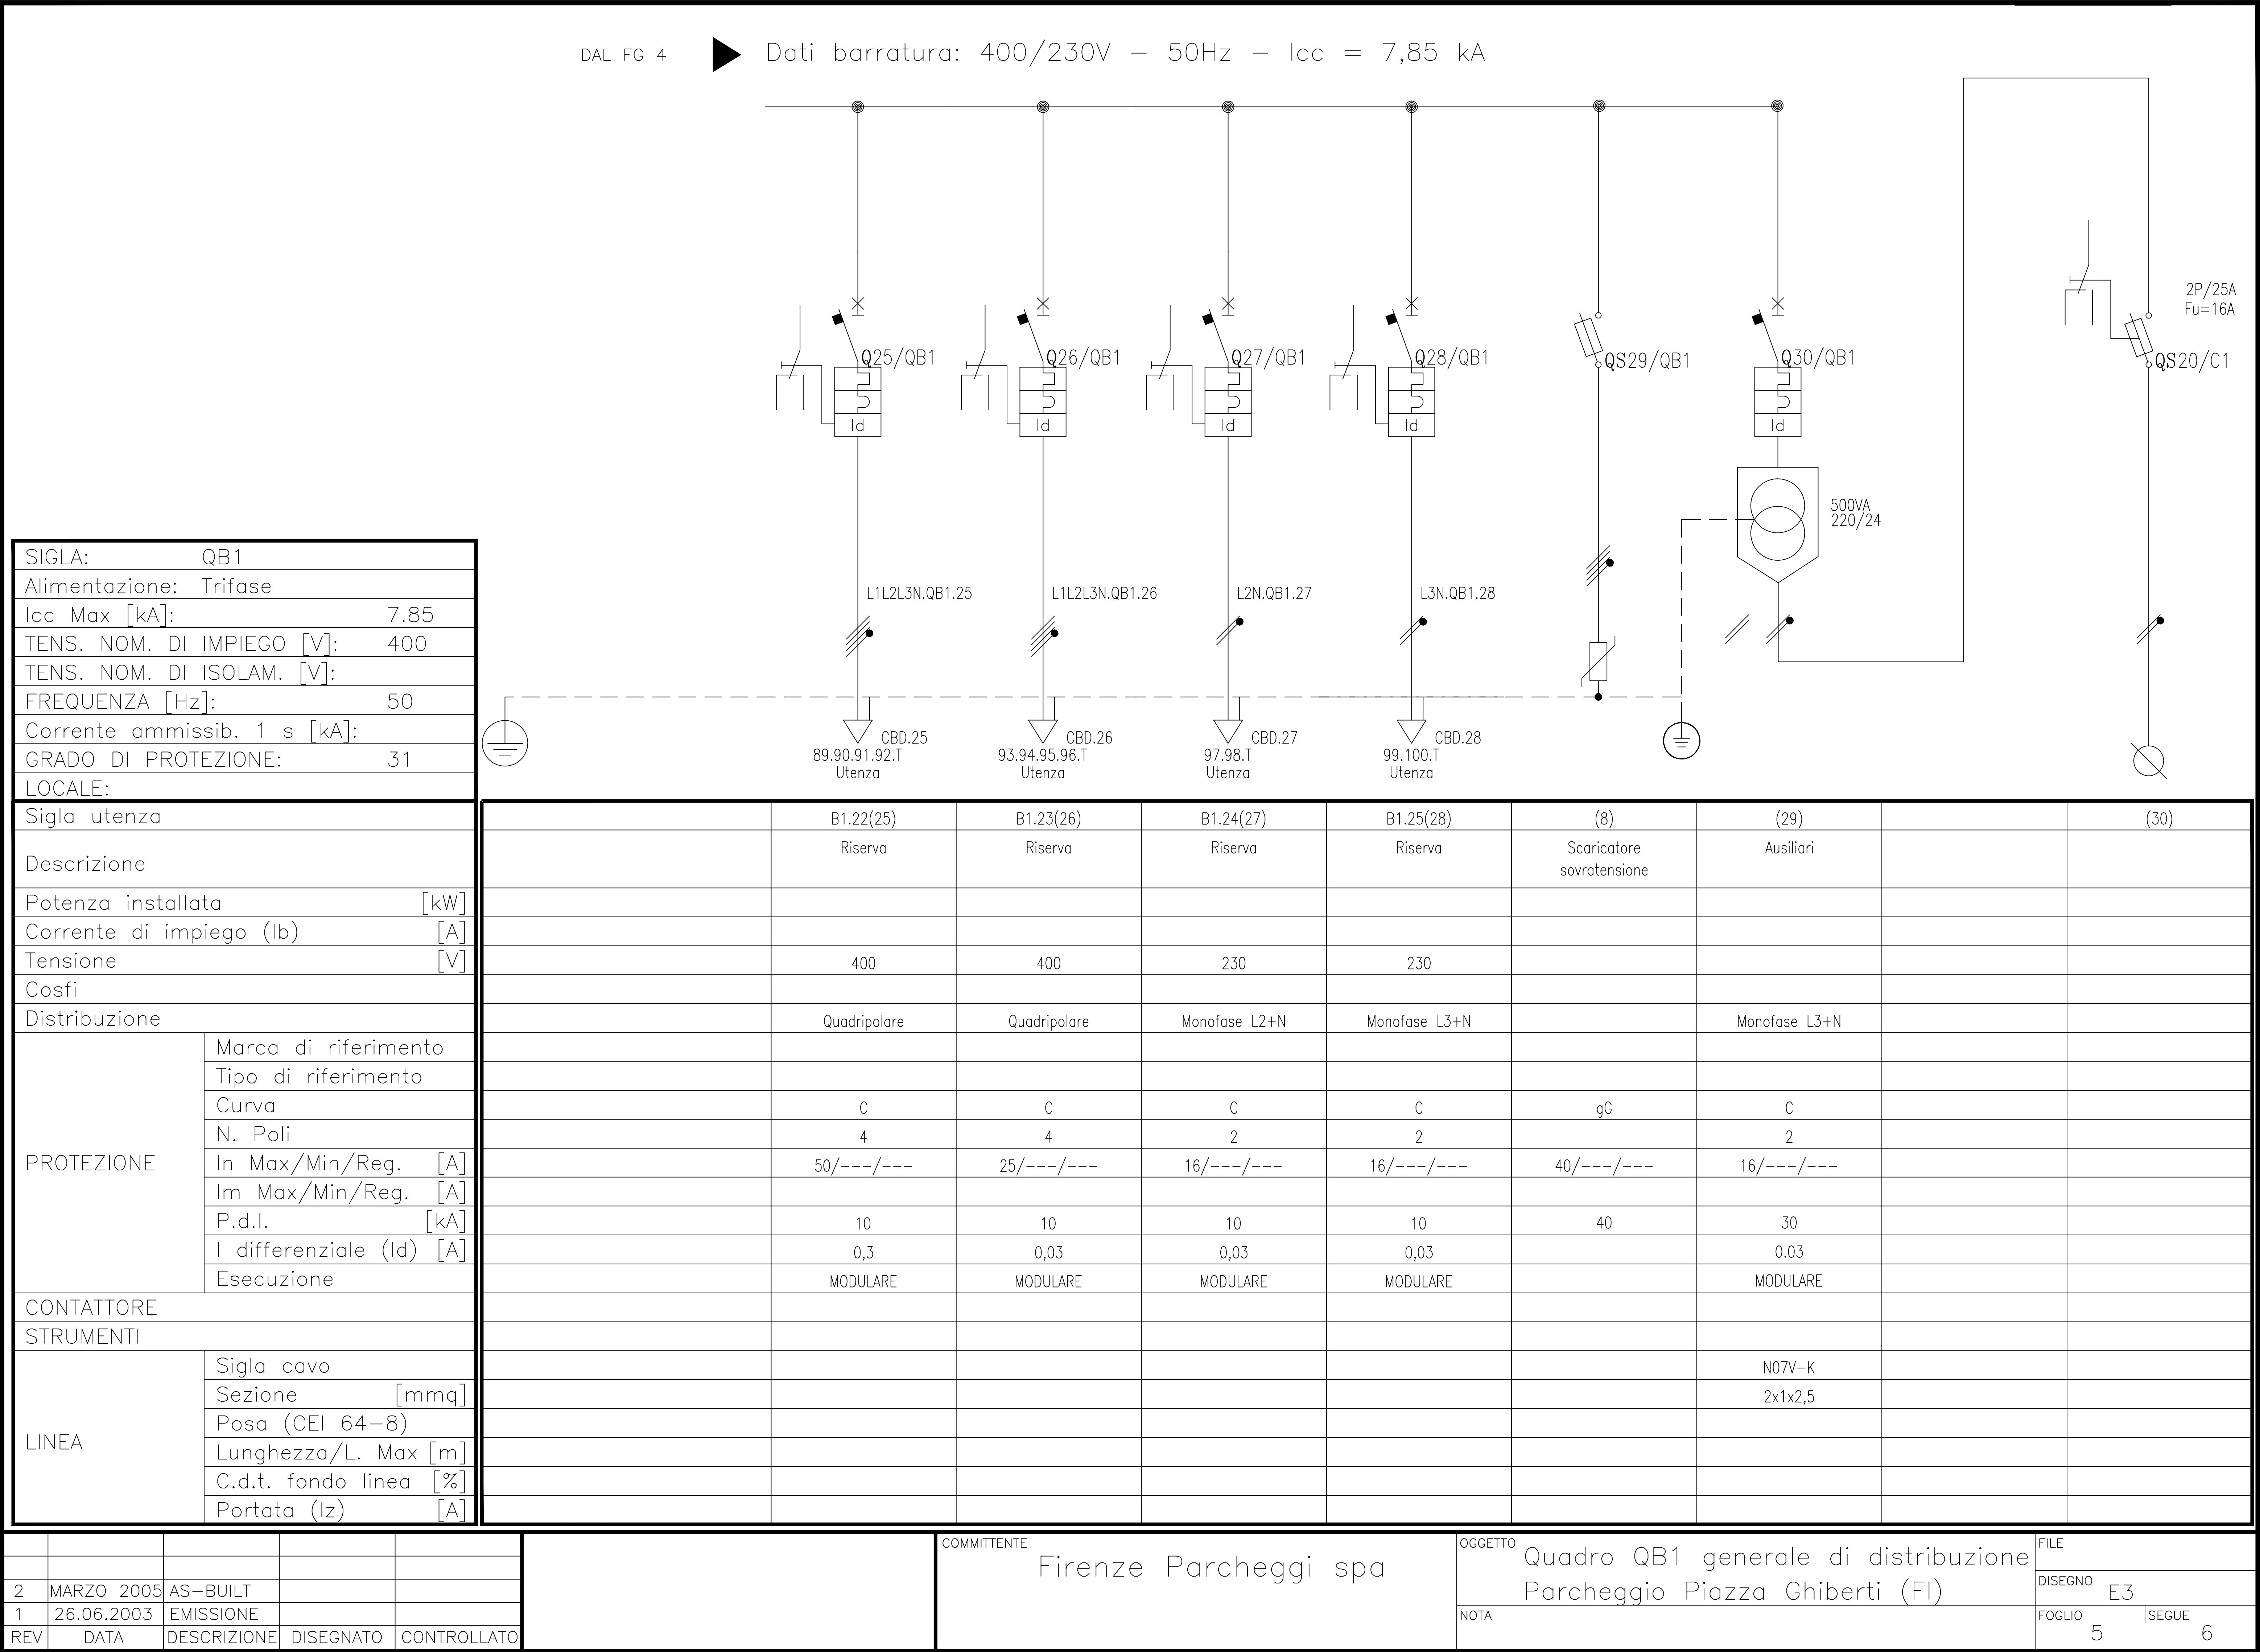 DAL FG 4 Dati barratura: 400/230V - 50Hz - Icc = 7,85 kA
2P/25A
Fu=16A
Q25/QB1 Q26/QB1 Q27/QB1 Q28/QB1 QS29/QB1 Q30/QB1 QS20/C1
Id Id Id Id Id
500VA
220/24
L1L2L3N.QB1.25 L1L2L3N.QB1.26 L2N.QB1.27 L3N.QB1.28
CBD.25 CBD.26 CBD.27 CBD.28
89.90.91.92.T 93.94.95.96.T 97.98.T 99.100.T
Utenza Utenza Utenza Utenza
SIGLA: QB1
Alimentazione: Trifase
Icc Max [kA]: 7.85
TENS. NOM. DI IMPIEGO [V]: 400
TENS. NOM. DI ISOLAM. [V]:
FREQUENZA [Hz]: 50
Corrente ammissib. 1 s [kA]:
GRADO DI PROTEZIONE: 31
LOCALE:
Sigla utenza B1.22(25) B1.23(26) B1.24(27) B1.25(28) (8) (29) (30)
Descrizione Riserva Riserva Riserva Riserva Scaricatore Ausiliari
sovratensione
Potenza installata [kW]
Corrente di impiego (Ib) [A]
Tensione [V] 400 400 230 230
Cosfi
Distribuzione Quadripolare Quadripolare Monofase L2+N Monofase L3+N Monofase L3+N
PROTEZIONE
Marca di riferimento
Tipo di riferimento
Curva C C C C gG C
N. Poli 4 4 2 2 2
In Max/Min/Reg. [A] 50/---/--- 25/---/--- 16/---/--- 16/---/--- 40/---/--- 16/---/---
Im Max/Min/Reg. [A]
P.d.I. [kA] 10 10 10 10 40 30
I differenziale (Id) [A] 0,3 0,03 0,03 0,03 0.03
Esecuzione MODULARE MODULARE MODULARE MODULARE MODULARE
CONTATTORE
STRUMENTI
LINEA
Sigla cavo N07V-K
Sezione [mmq] 2x1x2,5
Posa (CEI 64-8)
Lunghezza/L. Max [m]
C.d.t. fondo linea [%]
Portata (Iz) [A]
2 MARZO 2005 AS-BUILT
1 26.06.2003 EMISSIONE
REV DATA DESCRIZIONE DISEGNATO CONTROLLATO
COMMITTENTE
Firenze Parcheggi spa
OGGETTO
Quadro QB1 generale di distribuzione
Parcheggio Piazza Ghiberti (FI)
NOTA
FILE
DISEGNO E3
FOGLIO SEGUE
5 6